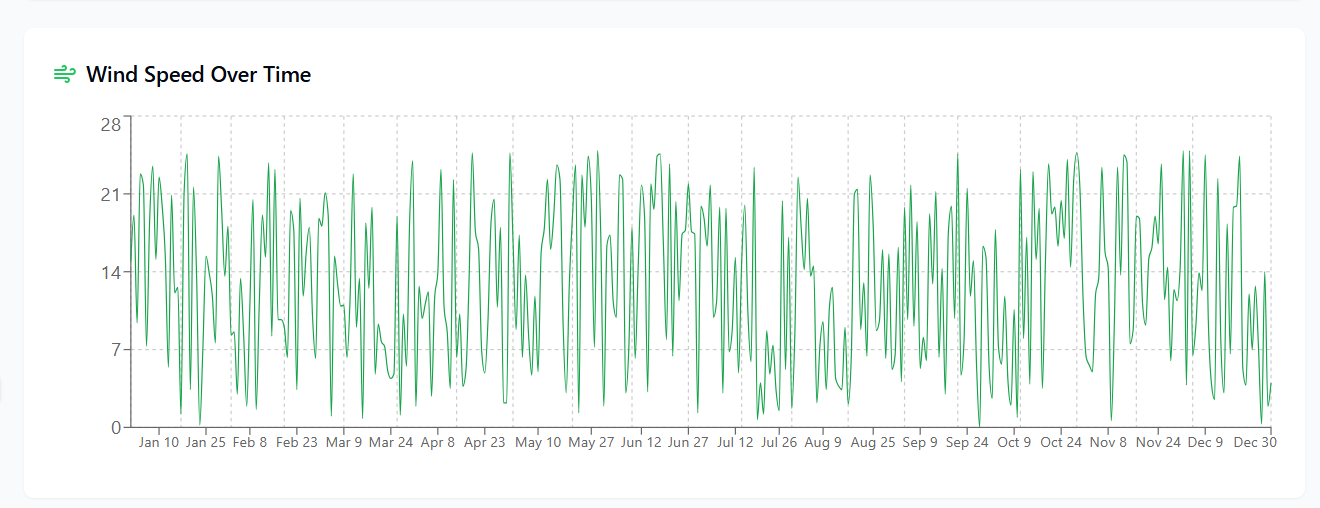 Wind Speed Over Time
28
21
14
7
0
Jan 10 Jan 25 Feb 8 Feb 23 Mar 9 Mar 24 Apr 8 Apr 23 May 10 May 27 Jun 12 Jun 27 Jul 12 Jul 26 Aug 9 Aug 25 Sep 9 Sep 24 Oct 9 Oct 24 Nov 8 Nov 24 Dec 9 Dec 30